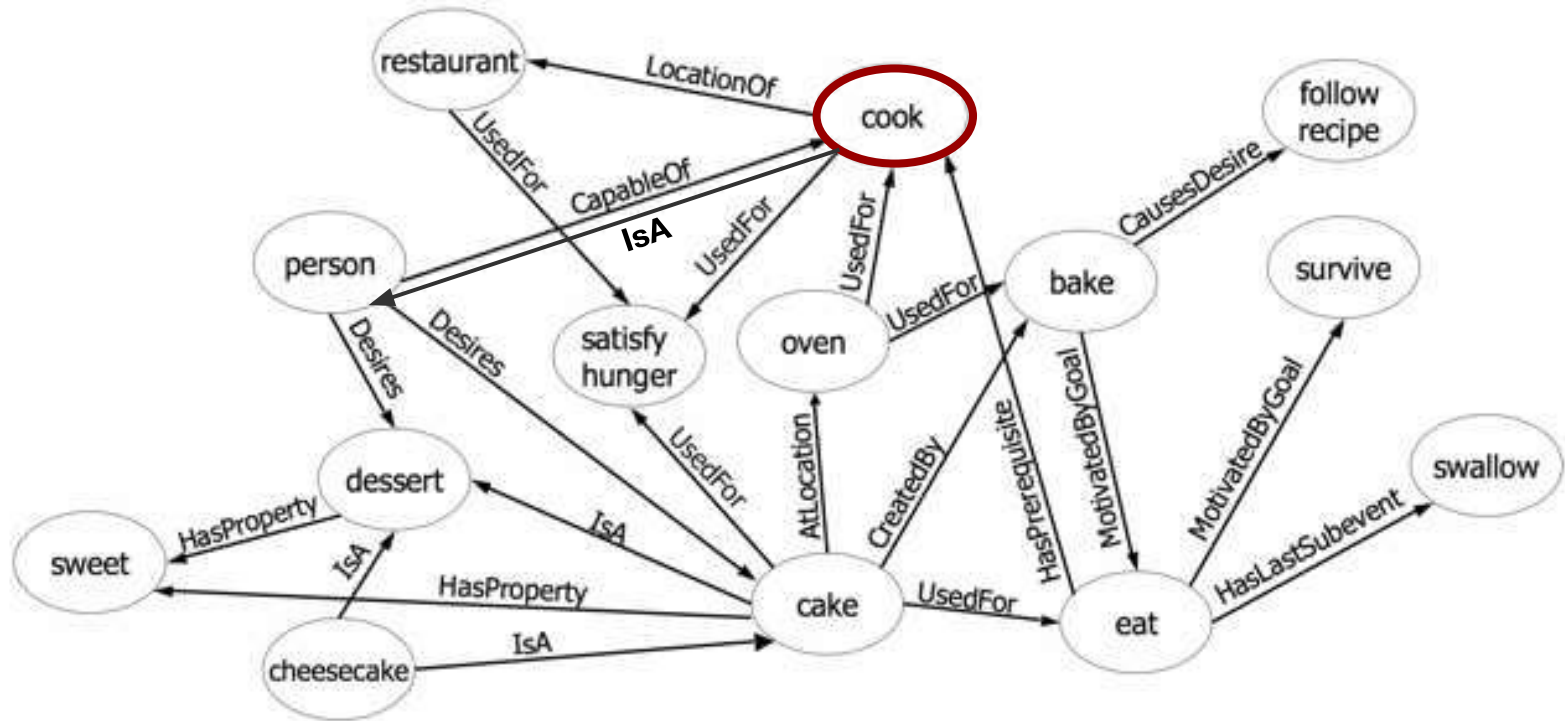 restaurant
LocationOf
cook
follow
recipe
UsedFor
CapableOf
IsA
UsedFor
UsedFor
CausesDesire
person
bake
survive
UsedFor
Desires
Desires
satisfy
hunger
oven
MotivatedByGoal
MotivatedByGoal
HasPrerequisite
dessert
UsedFor
AtLocation
CreatedBy
swallow
HasProperty
IsA
IsA
HasLastSubevent
sweet
HasProperty
cake
UsedFor
eat
cheesecake
IsA